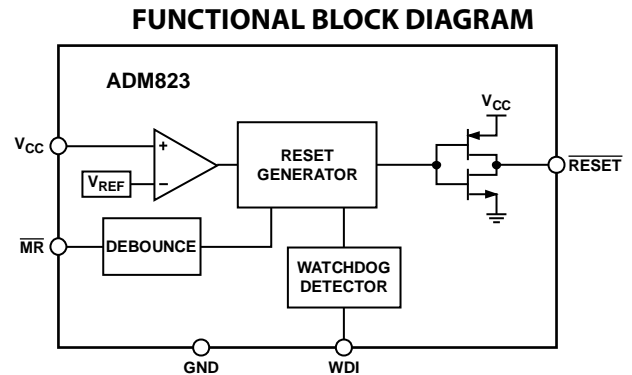 FUNCTIONAL BLOCK DIAGRAM
ADM823
VCC
VCC
+
RESET
GENERATOR
RESET
VREF
−
MR
DEBOUNCE
WATCHDOG
DETECTOR
GND
WDI